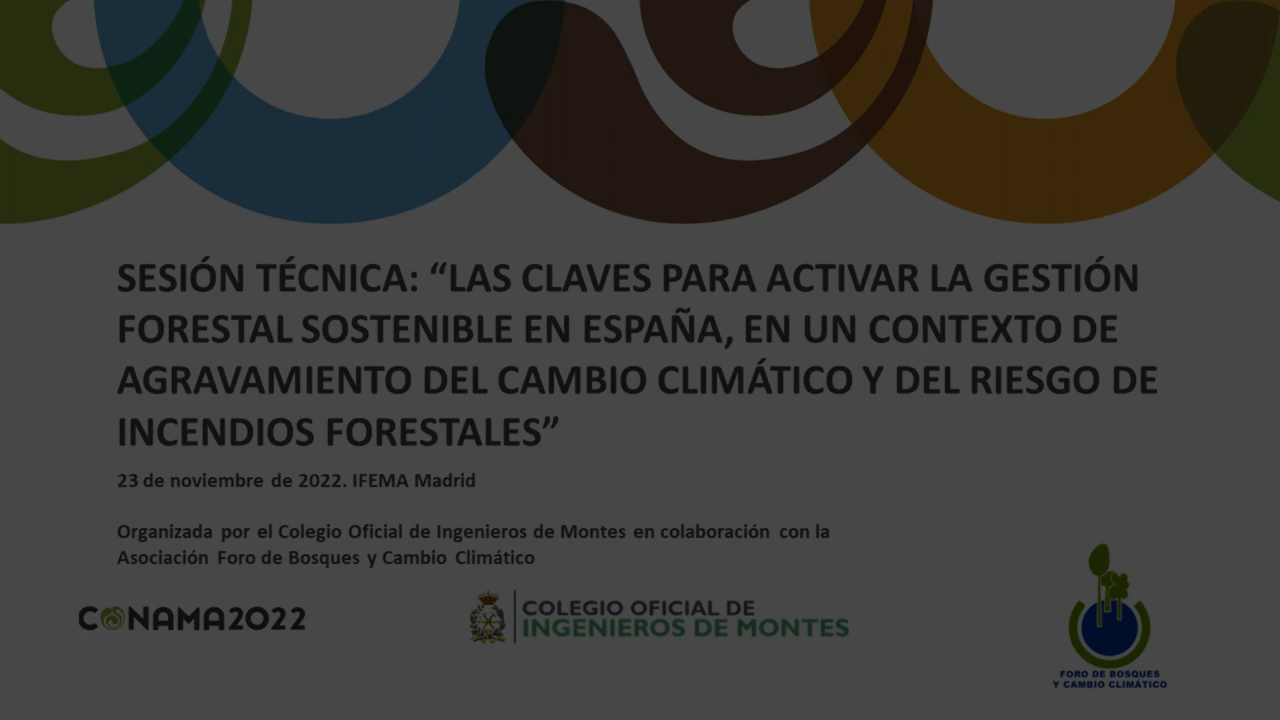 SESIÓN TÉCNICA: “LAS CLAVES PARA ACTIVAR LA GESTIÓN
FORESTAL SOSTENIBLE EN ESPAÑA, EN UN CONTEXTO DE
AGRAVAMIENTO DEL CAMBIO CLIMÁTICO Y DEL RIESGO DE
INCENDIOS FORESTALES”
23 de noviembre de 2022. IFEMA Madrid
Organizada por el Colegio Oficial de Ingenieros de Montes en colaboración con la
Asociación Foro de Bosques y Cambio Climático
CONAMA2022
COLEGIO OFICIAL DE
INGENIEROS DE MONTES
FORO DE BOSQUES
Y CAMBIO CLIMÁTICO